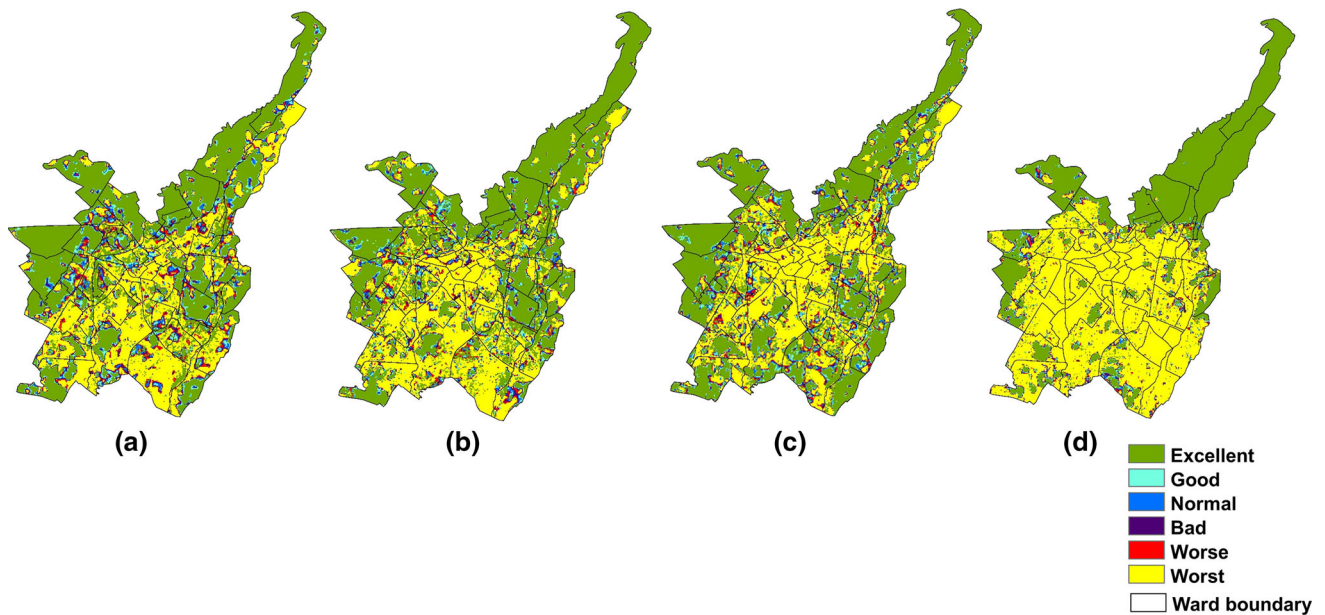 (a) (b) (c) (d)
Excellent
Good
Normal
Bad
Worse
Worst
Ward boundary